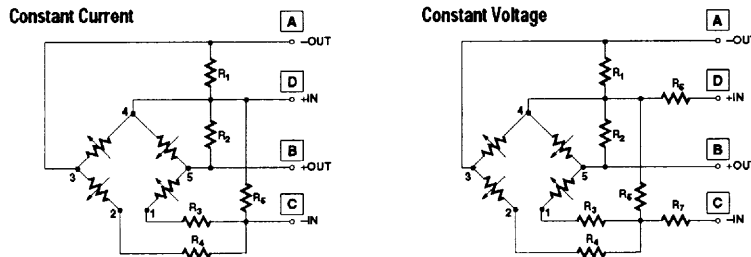 Constant Current
A
–OUT
R1
D
+IN
4
R2
B
+OUT
3
5
R5
C
2
1
R3
–IN
R4
Constant Voltage
A
–OUT
R1
D
R6
+IN
4
R2
B
+OUT
3
5
R5
C
2
1
R3
R7
–IN
R4